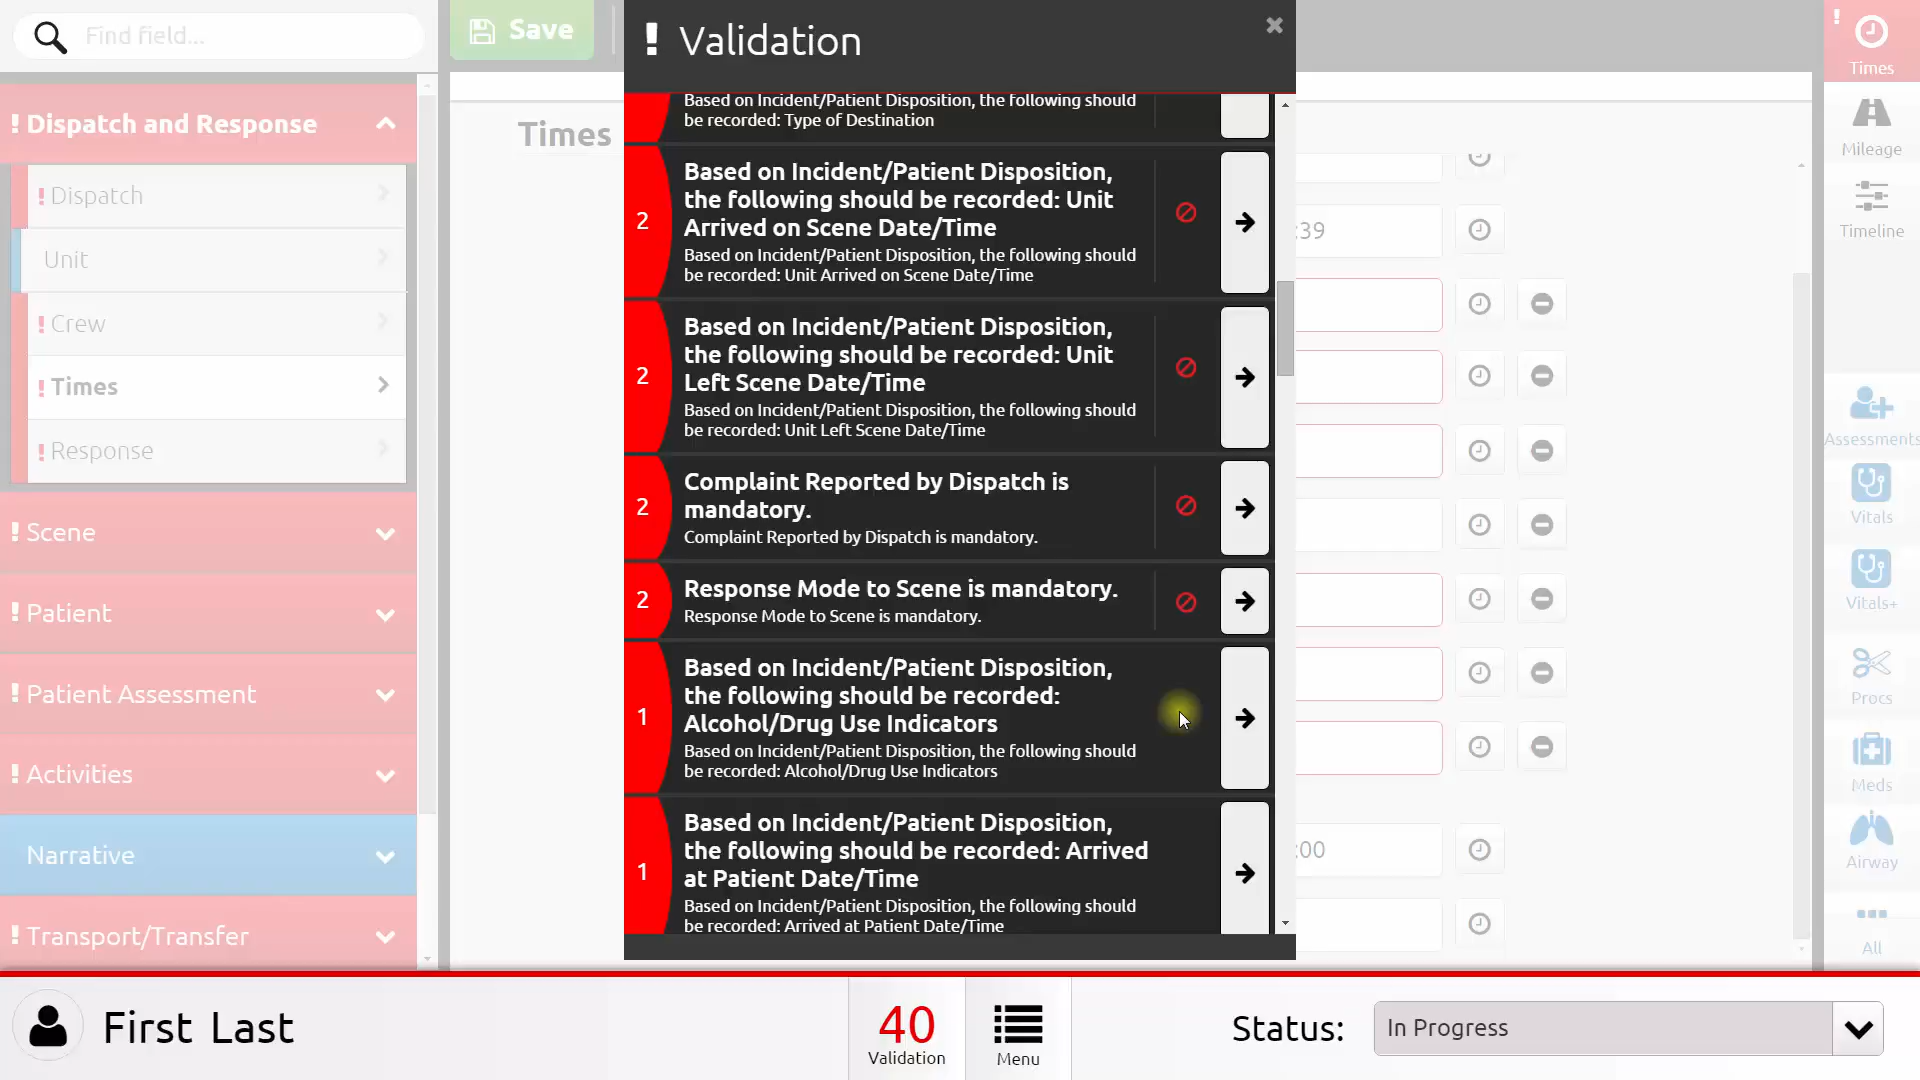 Find field...
Save
! Validation
×
! Times
! Dispatch and Response
Times
Based on Incident/Patient Disposition, the following should
be recorded: Type of Destination
! Dispatch
Unit
! Crew
! Times
! Response
2
Based on Incident/Patient Disposition,
the following should be recorded: Unit
Arrived on Scene Date/Time
Based on Incident/Patient Disposition, the following should
be recorded: Unit Arrived on Scene Date/Time
2
Based on Incident/Patient Disposition,
the following should be recorded: Unit
Left Scene Date/Time
Based on Incident/Patient Disposition, the following should
be recorded: Unit Left Scene Date/Time
2
Complaint Reported by Dispatch is
mandatory.
Complaint Reported by Dispatch is mandatory.
2
Response Mode to Scene is mandatory.
Response Mode to Scene is mandatory.
1
Based on Incident/Patient Disposition,
the following should be recorded:
Alcohol/Drug Use Indicators
Based on Incident/Patient Disposition, the following should
be recorded: Alcohol/Drug Use Indicators
1
Based on Incident/Patient Disposition,
the following should be recorded: Arrived
at Patient Date/Time
Based on Incident/Patient Disposition, the following should
be recorded: Arrived at Patient Date/Time
:39
:00
! Scene
! Patient
! Patient Assessment
! Activities
Narrative
! Transport/Transfer
Mileage
Timeline
Assessments
Vitals
Vitals+
Procs
Meds
Airway
All
First Last
40
Validation
Menu
Status:
In Progress